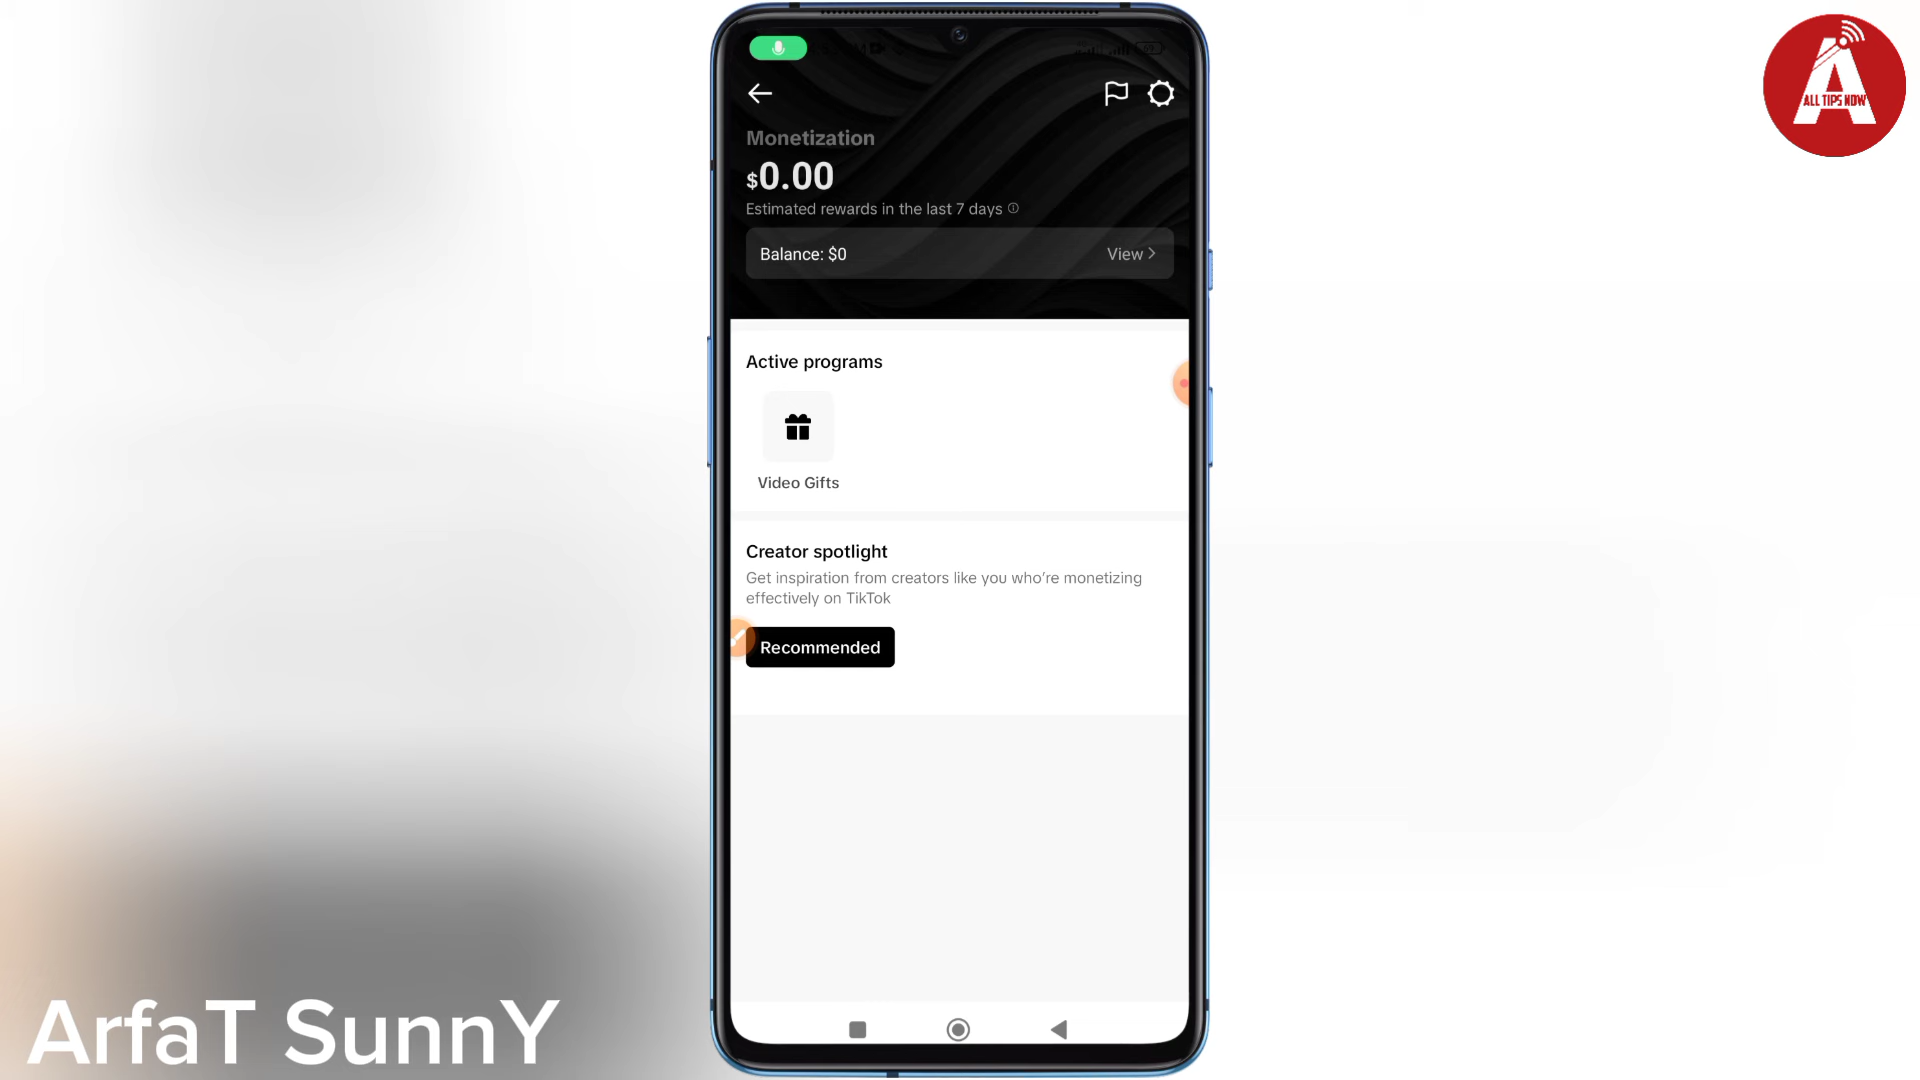 ALL TIPS NOW
Monetization
$0.00
Estimated rewards in the last 7 days
Balance: $0
View >
Active programs
Video Gifts
Creator spotlight
Get inspiration from creators like you who're monetizing
effectively on TikTok
Recommended
ArfaT SunnY